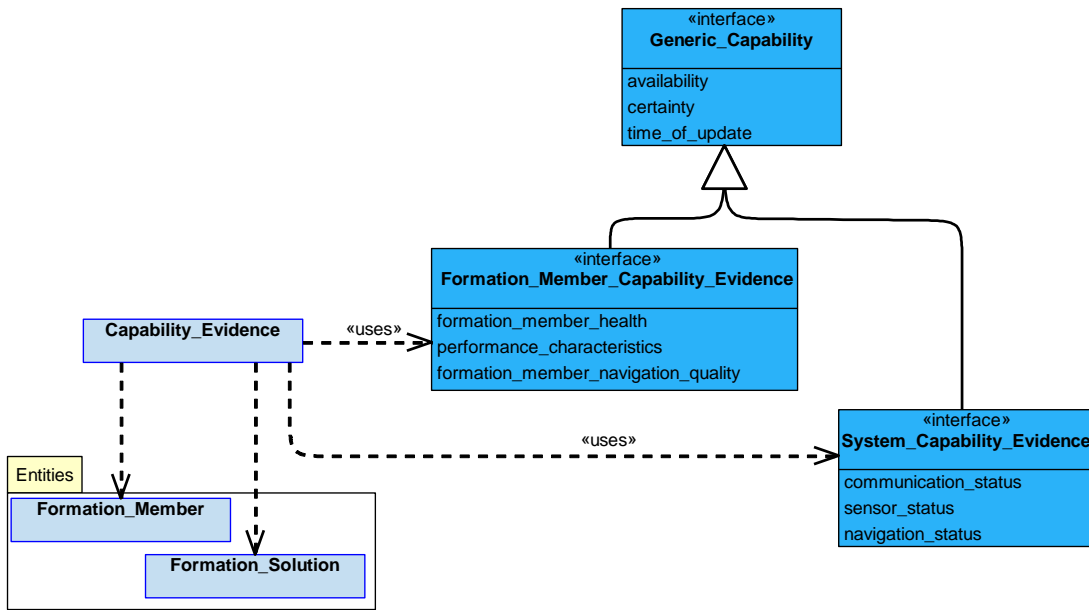 «interface»
Generic_Capability
availability
certainty
time_of_update
«interface»
Formation_Member_Capability_Evidence
formation_member_health
performance_characteristics
formation_member_navigation_quality
Capability_Evidence
«uses»
«uses»
«interface»
System_Capability_Evidence
communication_status
sensor_status
navigation_status
Entities
Formation_Member
Formation_Solution